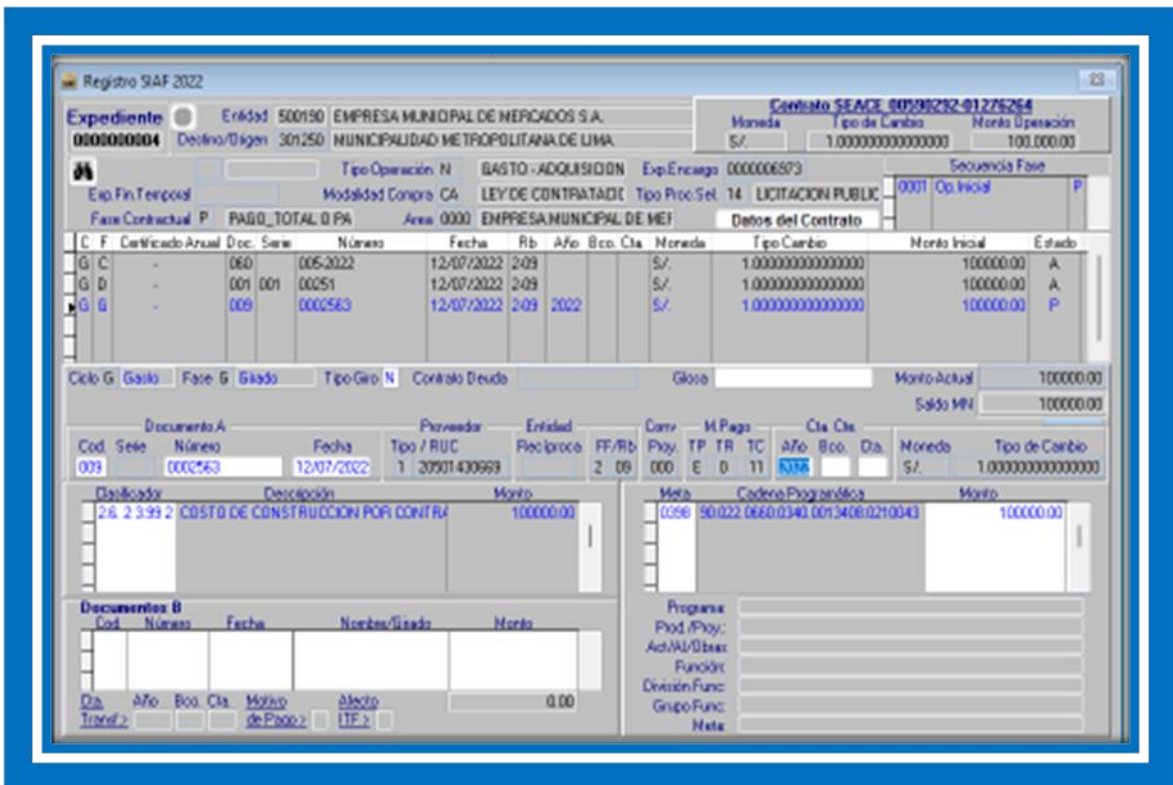 Registro SIAF 2022
Expediente Entidad 500190 EMPRESA MUNICIPAL DE MERCADOS S.A. Contrato SEACE 00590292-01276264
0000000004 Destino/Origen 301250 MUNICIPALIDAD METROPOLITANA DE LIMA Moneda Tipo de Cambio Monto Operación
S/. 1.00000000000000 100,000.00
Tipo Operación N GASTO - ADQUISICION Exp.Encargo 0000006973 Secuencia Fase
Exp.Fin.Temporal Modalidad Compra CA LEY DE CONTRATACI Tipo Proc.Sel. 14 LICITACION PUBLIC 0001 Op.Inicial P
Fase Contractual P PAGO_TOTAL O PA Area 0000 EMPRESA MUNICIPAL DE MER Datos del Contrato
C F Certificado Anual Doc. Serie Número Fecha Rb Año Bco. Cta. Moneda Tipo Cambio Monto Inicial Estado
G C - 060 005-2022 12/07/2022 2-09 S/. 1.000000000000000 100000.00 A
G D - 001 001 00251 12/07/2022 2-09 S/. 1.000000000000000 100000.00 A
G G - 009 0002563 12/07/2022 2-09 2022 S/. 1.000000000000000 100000.00 P
Ciclo G Gasto Fase G Girado Tipo Giro N Contrato Deuda Glosa Monto Actual 100000.00
Saldo MN 100000.00
Documento A Proveedor Entidad Conv M.Pago Cta. Cte.
Cod. Serie Número Fecha Tipo / RUC Recíproca FF/Rb Proy. TP TR TC Año Bco. Cta. Moneda Tipo de Cambio
009 0002563 12/07/2022 1 20901430669 2 09 000 E 0 11 S/. 1.000000000000000
Clasificador Descripción Monto Meta Cadena Programática Monto
2.6. 2 3.99 2 COSTO DE CONSTRUCCION POR CONTRA 100000.00 0398 90.022.0660.0340.0013408.0210043 100000.00
Documentos B
Cod. Número Fecha Nombre/Girado Monto
Programa:
Prod./Proy.:
Act/AI/Obras:
Función:
División Func:
Grupo Func:
Meta:
Cta. Año Bco. Cta. Motivo Afecto 0.00
Transf.> de Pago> ITF >